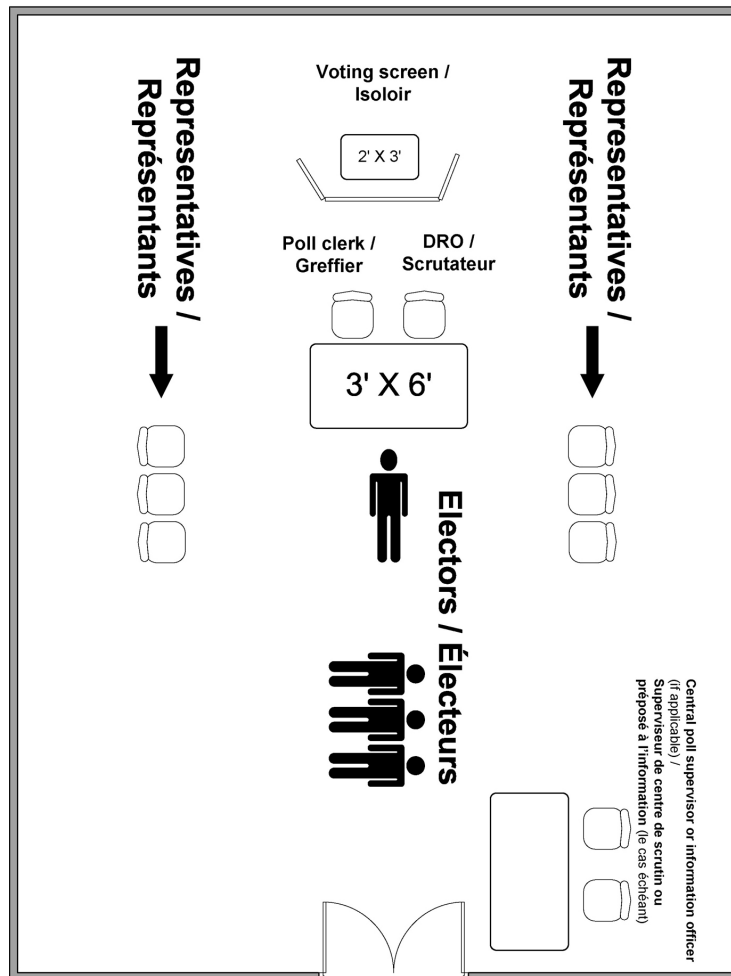 Representatives /
Représentants
Voting screen /
Isoloir
2' X 3'
Representatives /
Représentants
Poll clerk /
Greffier
DRO /
Scrutateur
3' X 6'
Electors / Électeurs
Central poll supervisor or information officer
(if applicable) /
Superviseur de centre de scrutin ou
préposé à l'information (le cas échéant)